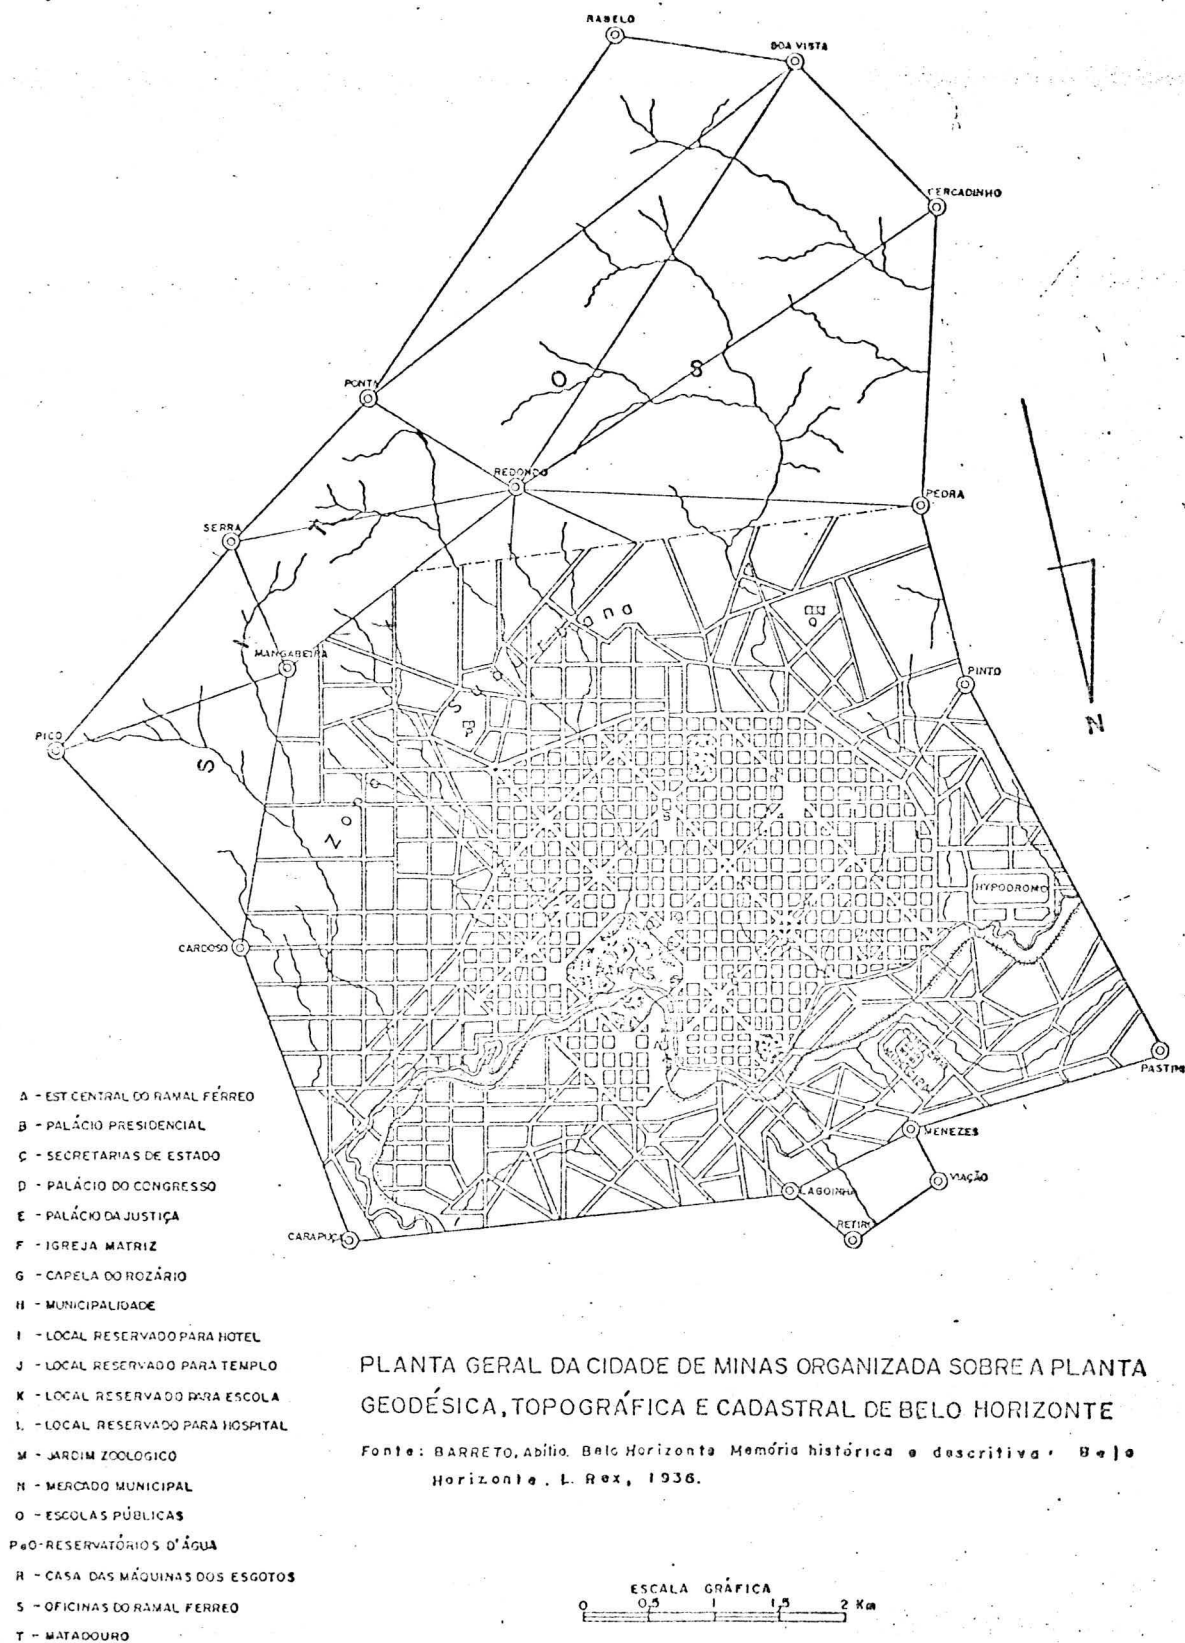 RABELO
BOA VISTA
CERCADINHO
PONTA
O
S
REDONDO
PEDRA
SERRA
T
I
Suburbana
Q
MANGABEIRA
PINTO
PICO
S
P
Zona
N
HYPODROMO
CARDOSO
PARQUE
T
PASTINHO
MENEZES
VIAÇÃO
LAGOINHA
RETIRO
CARAPUÇA
A - EST CENTRAL DO RAMAL FÉRREO
B - PALÁCIO PRESIDENCIAL
C - SECRETARIAS DE ESTADO
D - PALÁCIO DO CONGRESSO
E - PALÁCIO DA JUSTIÇA
F - IGREJA MATRIZ
G - CAPELA DO ROZÁRIO
H - MUNICIPALIDADE
I - LOCAL RESERVADO PARA HOTEL
J - LOCAL RESERVADO PARA TEMPLO
K - LOCAL RESERVADO PARA ESCOLA
L - LOCAL RESERVADO PARA HOSPITAL
M - JARDIM ZOOLOGICO
N - MERCADO MUNICIPAL
O - ESCOLAS PÚBLICAS
PeQ - RESERVATÓRIOS D'ÁGUA
R - CASA DAS MÁQUINAS DOS ESGOTOS
S - OFICINAS DO RAMAL FERREO
T - MATADOURO
PLANTA GERAL DA CIDADE DE MINAS ORGANIZADA SOBRE A PLANTA
GEODÉSICA, TOPOGRÁFICA E CADASTRAL DE BELO HORIZONTE
Fonte: BARRETO, Abílio. Belo Horizonte Memória histórica e descritiva. Belo
Horizonte. L. Rex, 1936.
ESCALA GRÁFICA
0 0,5 1 1,5 2 Km